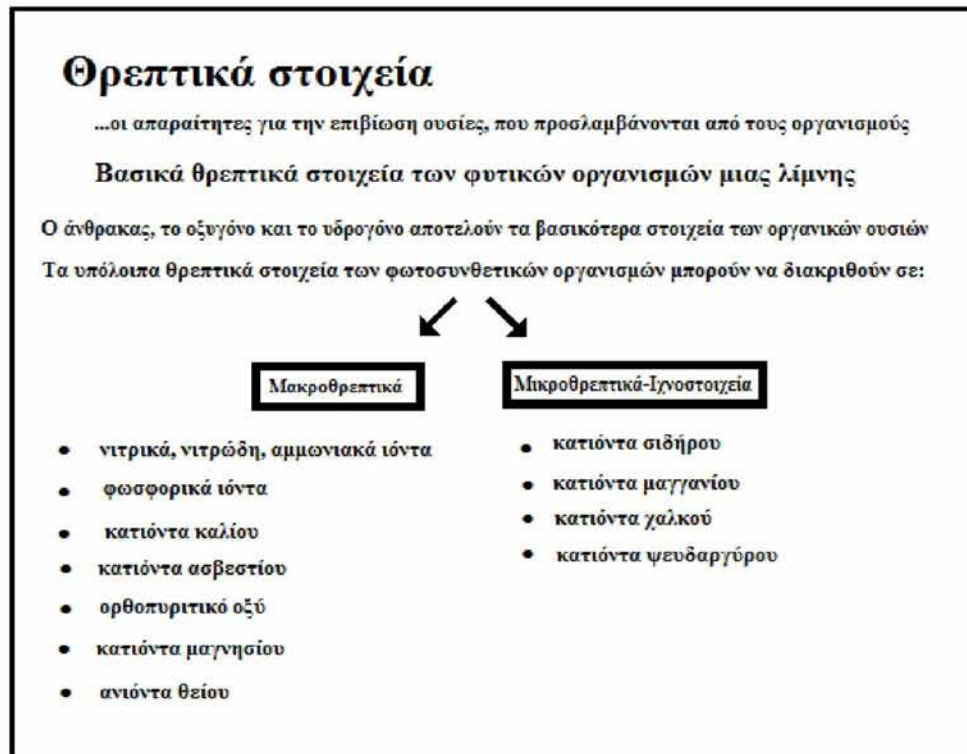 Θρεπτικά στοιχεία
...οι απαραίτητες για την επιβίωση ουσίες, που προσλαμβάνονται από τους οργανισμούς
Βασικά θρεπτικά στοιχεία των φυτικών οργανισμών μιας λίμνης
Ο άνθρακας, το οξυγόνο και το υδρογόνο αποτελούν τα βασικότερα στοιχεία των οργανικών ουσιών
Τα υπόλοιπα θρεπτικά στοιχεία των φωτοσυνθετικών οργανισμών μπορούν να διακριθούν σε:
Μακροθρεπτικά
• νιτρικά, νιτρώδη, αμμωνιακά ιόντα
• φωσφορικά ιόντα
• κατιόντα καλίου
• κατιόντα ασβεστίου
• ορθοπυριτικό οξύ
• κατιόντα μαγνησίου
• ανιόντα θείου
Μικροθρεπτικά-Ιχνοστοιχεία
• κατιόντα σιδήρου
• κατιόντα μαγγανίου
• κατιόντα χαλκού
• κατιόντα ψευδαργύρου